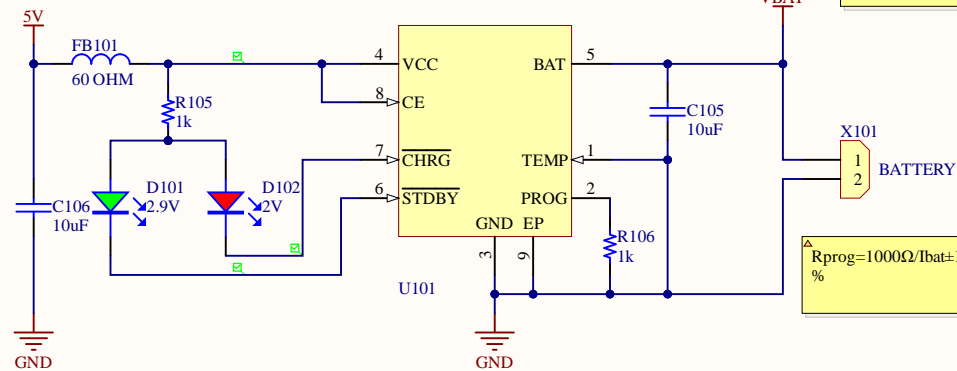 5V
VBAT
FB101
60 OHM
R105
1k
D101
2.9V
D102
2V
C106
10uF
GND
4
VCC
8
CE
7
CHRG
6
STDBY
BAT
5
TEMP
1
PROG
2
GND
EP
3
9
U101
GND
C105
10uF
R106
1k
X101
1
2
BATTERY
Rprog=1000Ω/Ibat±
%